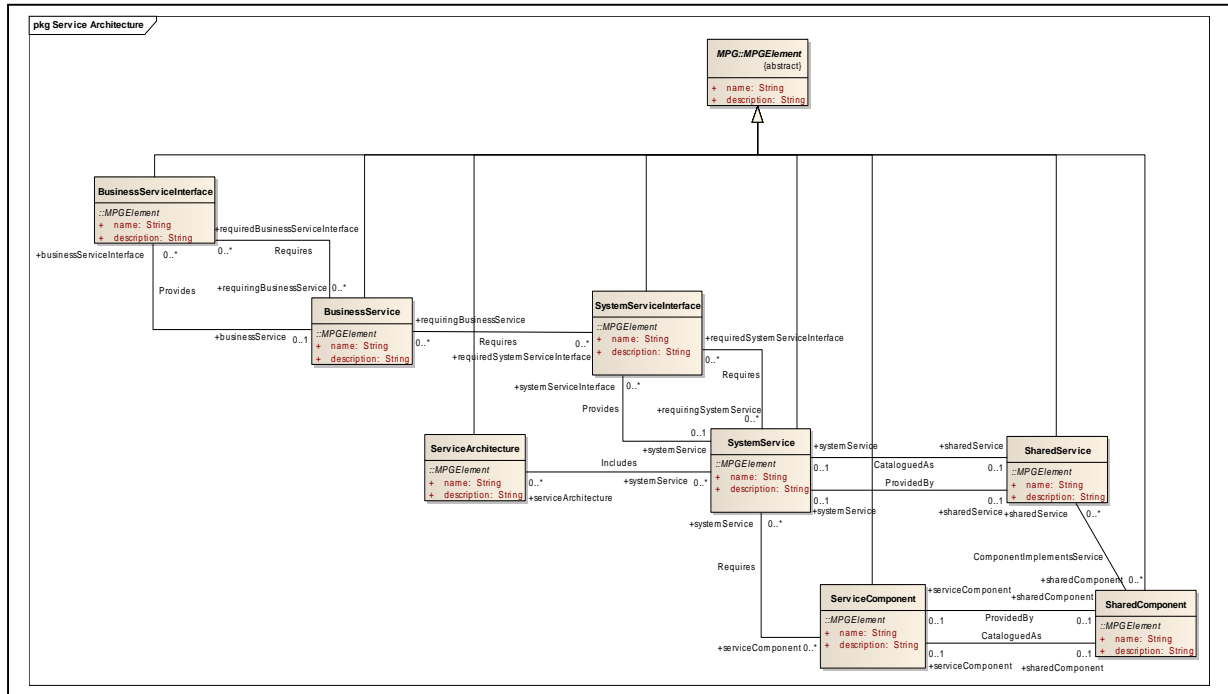 pkg Service Architecture
MPG::MPGElement
{abstract}
+ name: String
+ description: String
BusinessServiceInterface
::MPGElement
+ name: String
+ description: String
+businessServiceInterface
0..*
Provides
+businessService 0..1
+requiredBusinessServiceInterface
0..*
Requires
+requiringBusinessService 0..*
BusinessService
::MPGElement
+ name: String
+ description: String
+requiringBusinessService
0..*
Requires
0..*
+requiredSystemServiceInterface
SystemServiceInterface
::MPGElement
+ name: String
+ description: String
+requiredSystemServiceInterface
0..*
Requires
+requiringSystemService
0..*
+systemServiceInterface 0..*
Provides
0..1
+systemService
ServiceArchitecture
::MPGElement
+ name: String
+ description: String
0..*
+serviceArchitecture
Includes
+systemService 0..*
SystemService
::MPGElement
+ name: String
+ description: String
+systemService
0..1
CataloguedAs
+sharedService
0..1
ProvidedBy
0..1
+systemService
0..1
+sharedService
SharedService
::MPGElement
+ name: String
+ description: String
+sharedService 0..*
ComponentImplementsService
+sharedComponent 0..*
+systemService 0..*
Requires
+serviceComponent 0..*
ServiceComponent
::MPGElement
+ name: String
+ description: String
+serviceComponent
0..1
ProvidedBy
+sharedComponent
0..1
CataloguedAs
0..1
+serviceComponent
0..1
+sharedComponent
SharedComponent
::MPGElement
+ name: String
+ description: String